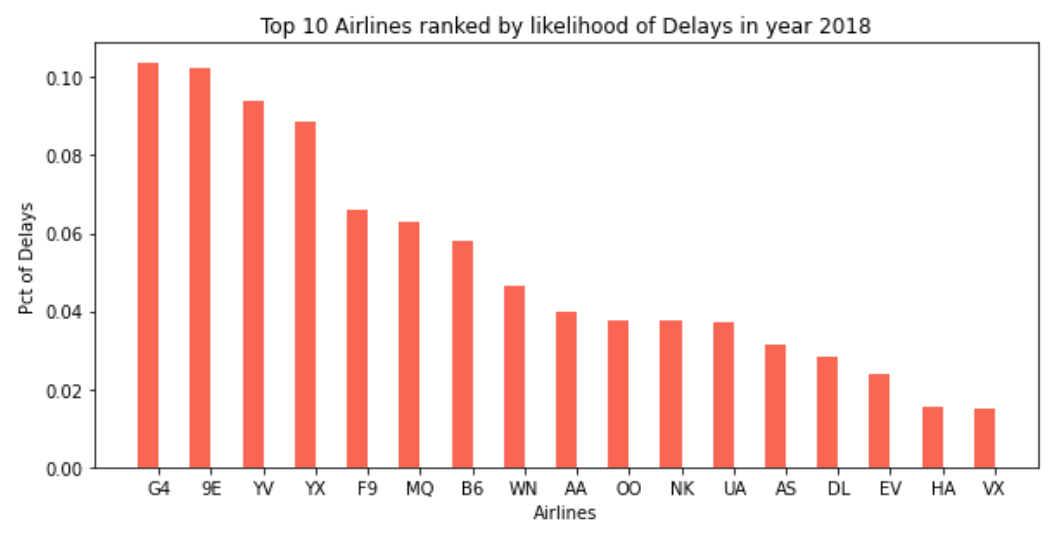 Top 10 Airlines ranked by likelihood of Delays in year 2018
Pct of Delays
0.10
0.08
0.06
0.04
0.02
0.00
G4 9E YV YX F9 MQ B6 WN AA OO NK UA AS DL EV HA VX
Airlines